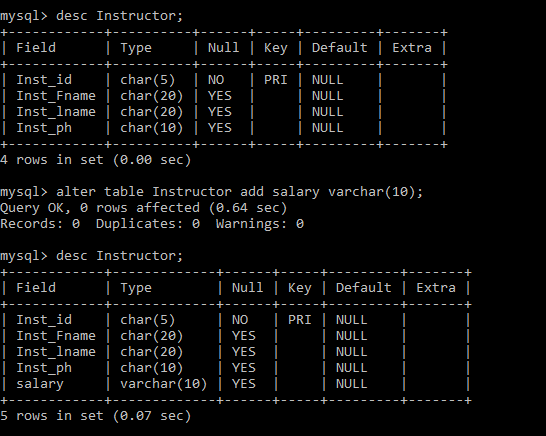 mysql> desc Instructor;
+------------+----------+------+-----+---------+-------+
| Field      | Type     | Null | Key | Default | Extra |
+------------+----------+------+-----+---------+-------+
| Inst_id    | char(5)  | NO   | PRI | NULL    |       |
| Inst_Fname | char(20) | YES  |     | NULL    |       |
| Inst_lname | char(20) | YES  |     | NULL    |       |
| Inst_ph    | char(10) | YES  |     | NULL    |       |
+------------+----------+------+-----+---------+-------+
4 rows in set (0.00 sec)
mysql> alter table Instructor add salary varchar(10);
Query OK, 0 rows affected (0.64 sec)
Records: 0  Duplicates: 0  Warnings: 0
mysql> desc Instructor;
+------------+-------------+------+-----+---------+-------+
| Field      | Type        | Null | Key | Default | Extra |
+------------+-------------+------+-----+---------+-------+
| Inst_id    | char(5)     | NO   | PRI | NULL    |       |
| Inst_Fname | char(20)    | YES  |     | NULL    |       |
| Inst_lname | char(20)    | YES  |     | NULL    |       |
| Inst_ph    | char(10)    | YES  |     | NULL    |       |
| salary     | varchar(10) | YES  |     | NULL    |       |
+------------+-------------+------+-----+---------+-------+
5 rows in set (0.07 sec)